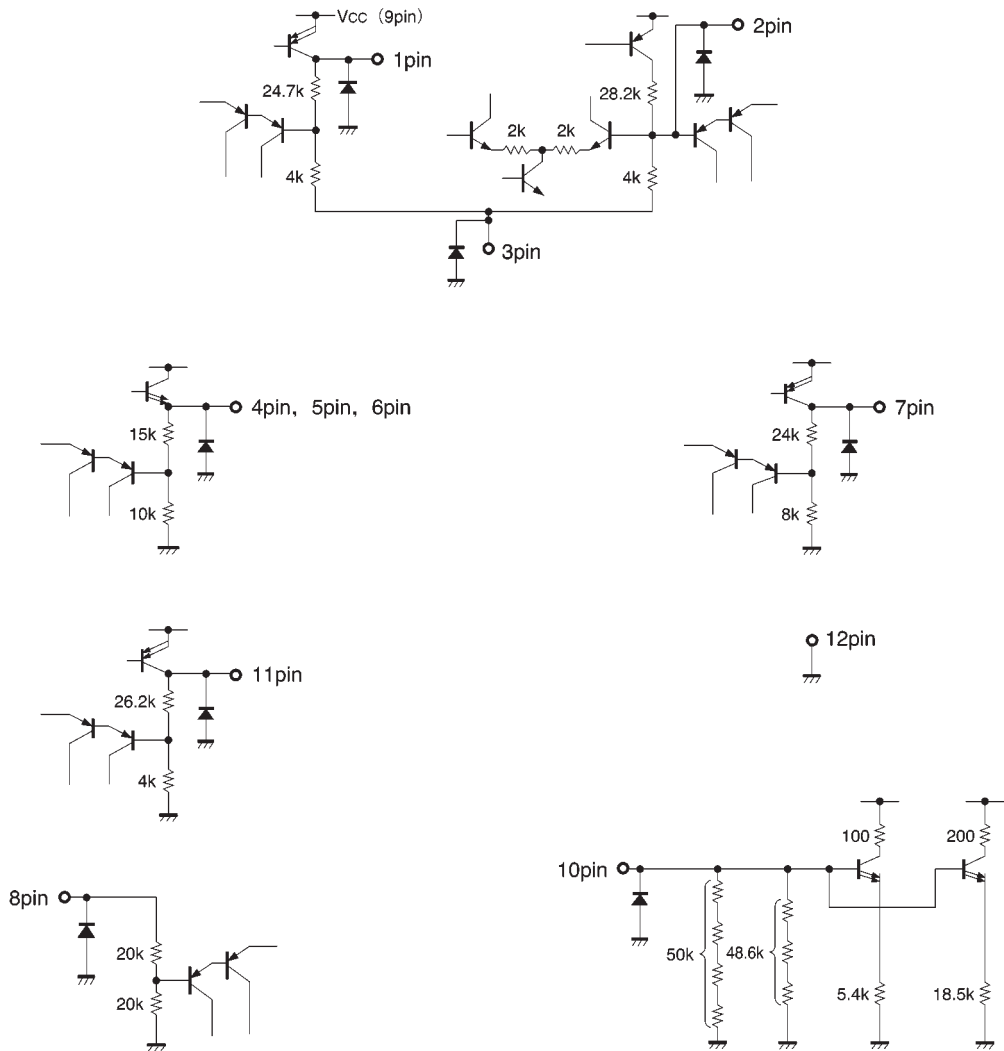 Vcc (9pin)
1pin
24.7k
4k
2pin
28.2k
2k
2k
4k
3pin
4pin, 5pin, 6pin
15k
10k
7pin
24k
8k
11pin
26.2k
4k
12pin
8pin
20k
20k
10pin
100
200
50k
48.6k
5.4k
18.5k